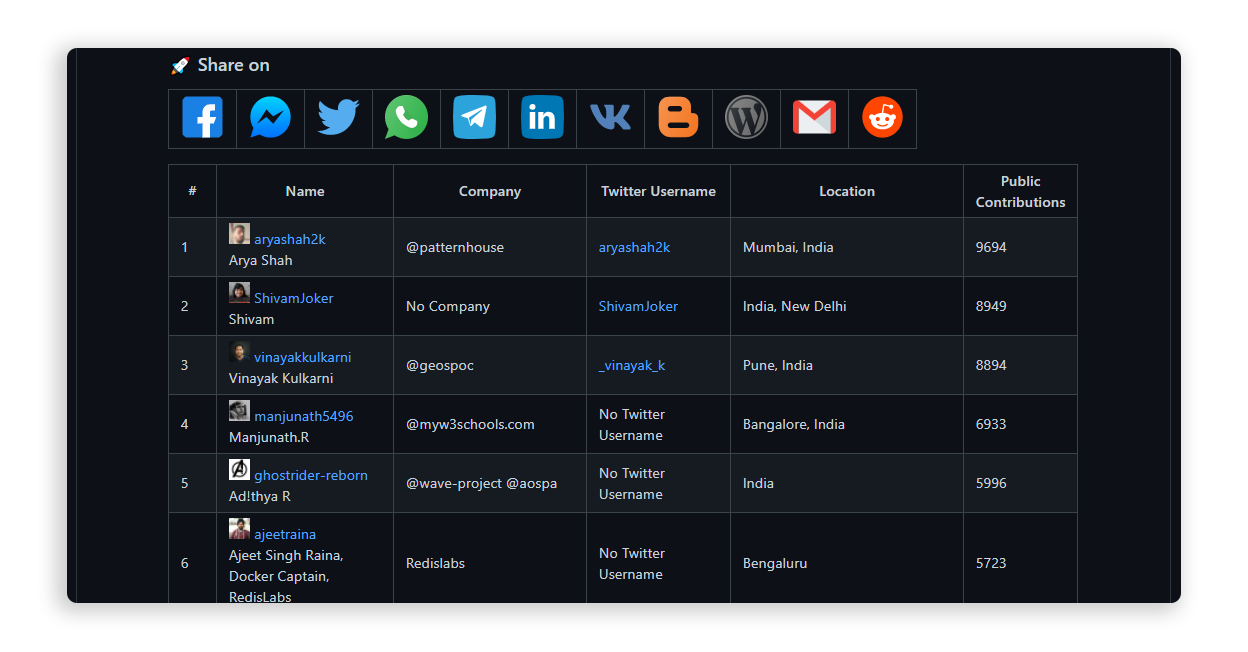 Share on
# Name Company Twitter Username Location Public Contributions
1 aryashah2k Arya Shah @patternhouse aryashah2k Mumbai, India 9694
2 ShivamJoker Shivam No Company ShivamJoker India, New Delhi 8949
3 vinayakkulkarni Vinayak Kulkarni @geospoc _vinayak_k Pune, India 8894
4 manjunath5496 Manjunath.R @myw3schools.com No Twitter Username Bangalore, India 6933
5 ghostrider-reborn Ad!thya R @wave-project @aospa No Twitter Username India 5996
6 ajeetraina Ajeet Singh Raina, Docker Captain, RedisLabs Redislabs No Twitter Username Bengaluru 5723